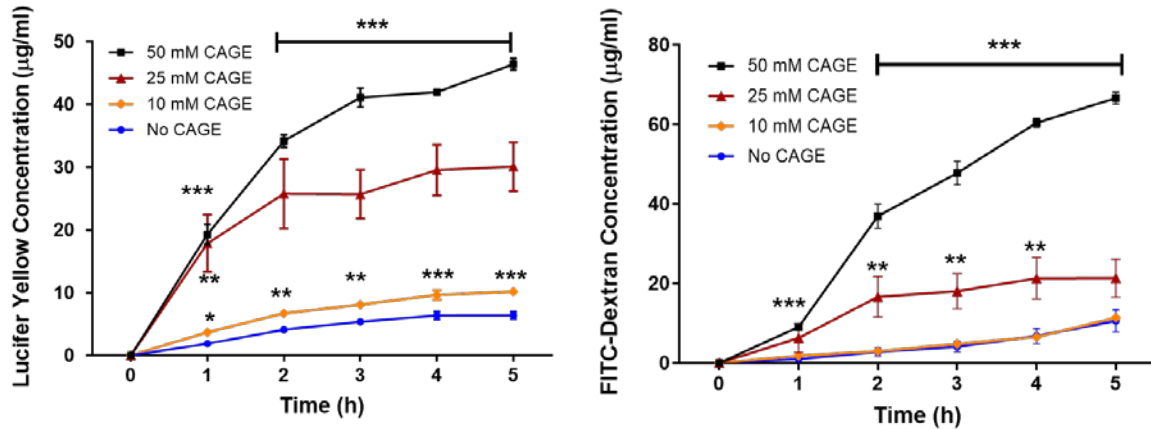 Lucifer Yellow Concentration (µg/ml)
50
40
30
20
10
0
50 mM CAGE
25 mM CAGE
10 mM CAGE
No CAGE
***
***
**
*
**
**
***
***
0 1 2 3 4 5
Time (h)
FITC-Dextran Concentration (µg/ml)
80
60
40
20
0
50 mM CAGE
25 mM CAGE
10 mM CAGE
No CAGE
***
***
**
**
**
0 1 2 3 4 5
Time (h)